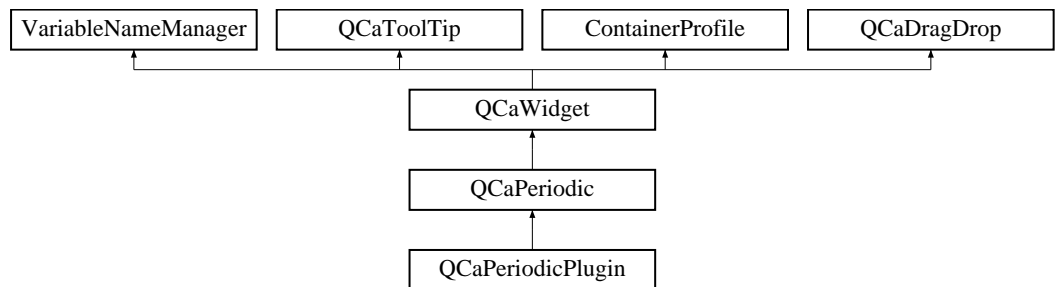 VariableNameManager
QCaToolTip
ContainerProfile
QCaDragDrop
QCaWidget
QCaPeriodic
QCaPeriodicPlugin